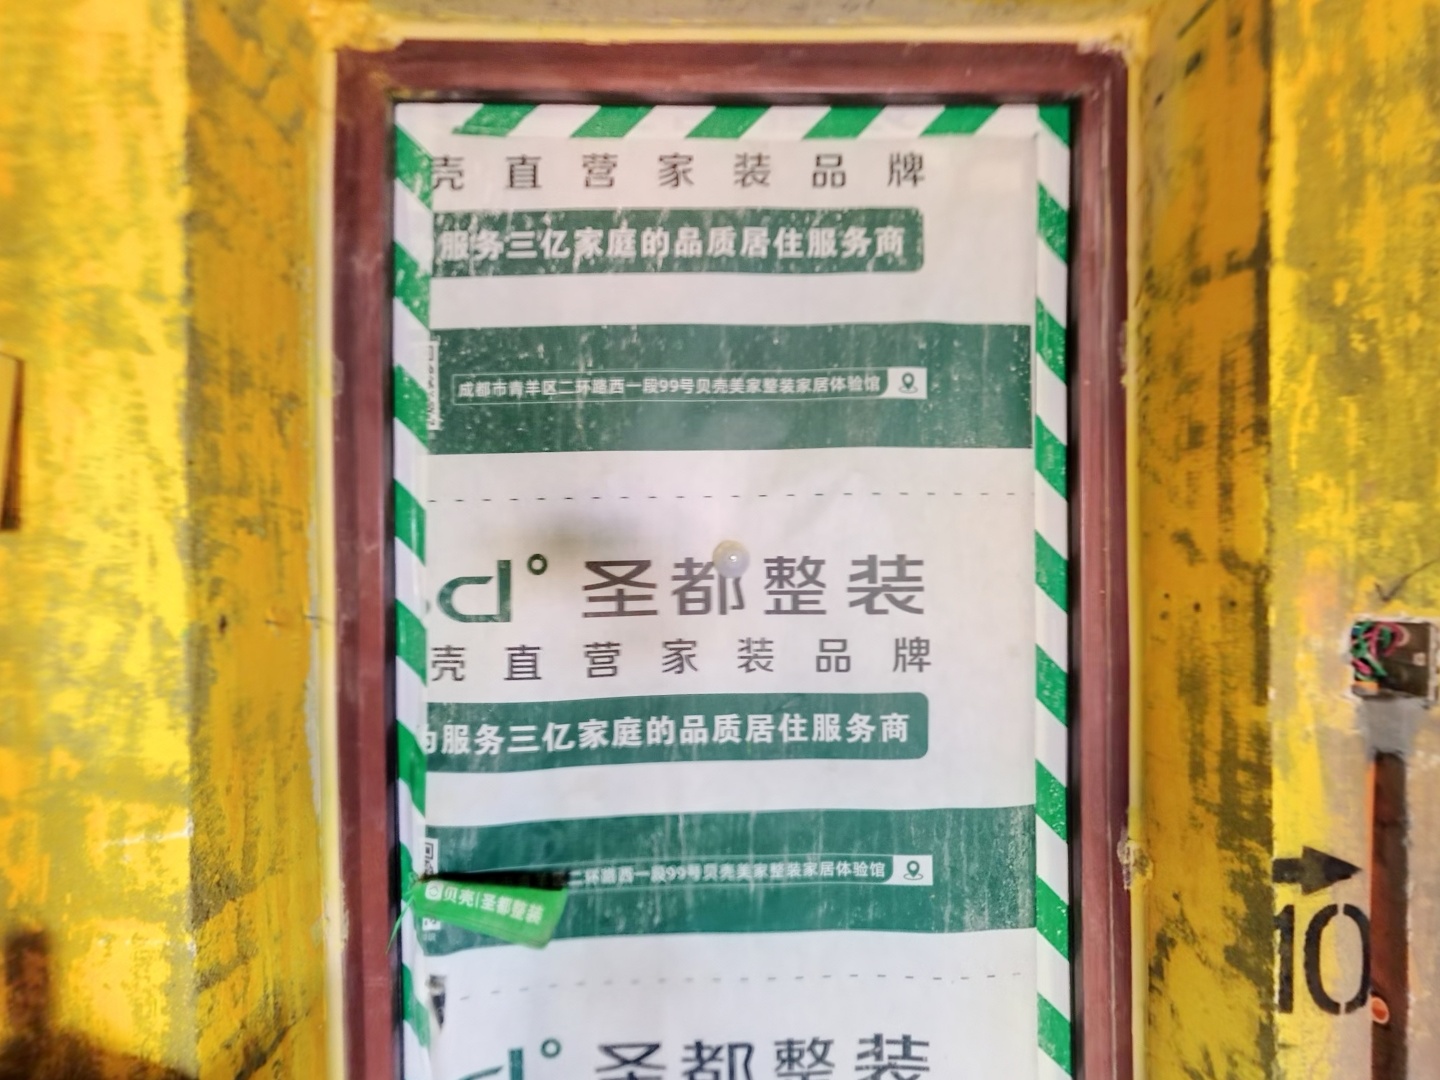 壳直营家装品牌
服务三亿家庭的品质居住服务商
成都市青羊区二环路西一段99号贝壳美家整装家居体验馆
d° 圣都整装
壳直营家装品牌
为服务三亿家庭的品质居住服务商
二环路西一段99号贝壳美家整装家居体验馆
贝壳|圣都整装
10
d° 圣都整装